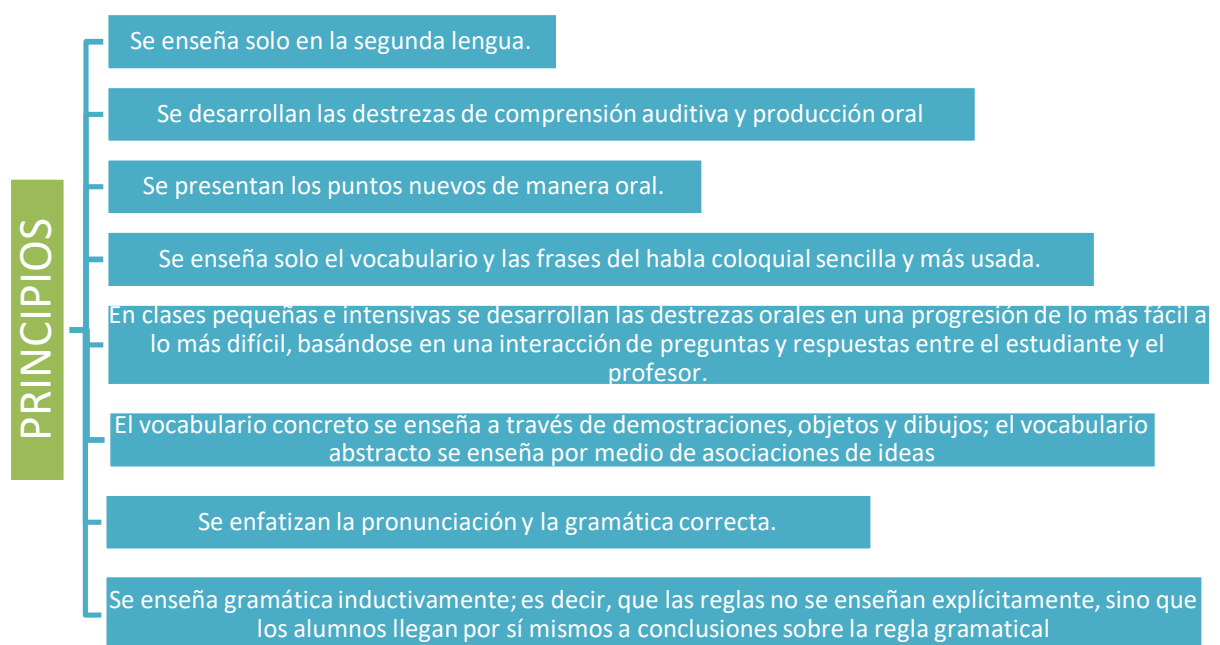 PRINCIPIOS
Se enseña solo en la segunda lengua.
Se desarrollan las destrezas de comprensión auditiva y producción oral
Se presentan los puntos nuevos de manera oral.
Se enseña solo el vocabulario y las frases del habla coloquial sencilla y más usada.
En clases pequeñas e intensivas se desarrollan las destrezas orales en una progresión de lo más fácil a
lo más difícil, basándose en una interacción de preguntas y respuestas entre el estudiante y el
profesor.
El vocabulario concreto se enseña a través de demostraciones, objetos y dibujos; el vocabulario
abstracto se enseña por medio de asociaciones de ideas
Se enfatizan la pronunciación y la gramática correcta.
Se enseña gramática inductivamente; es decir, que las reglas no se enseñan explícitamente, sino que
los alumnos llegan por sí mismos a conclusiones sobre la regla gramatical